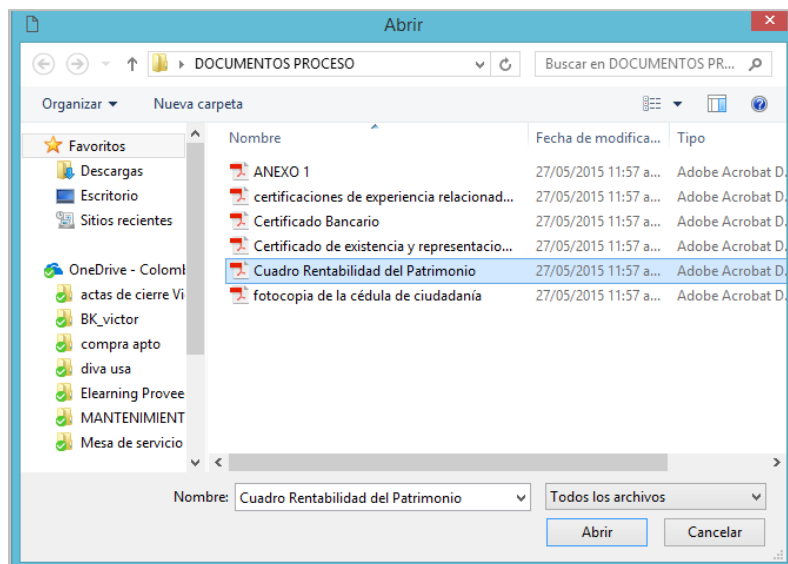 Abrir
DOCUMENTOS PROCESO
Buscar en DOCUMENTOS PR...
Organizar
Nueva carpeta
Nombre Fecha de modifica... Tipo
Favoritos
Descargas
Escritorio
Sitios recientes
OneDrive - Colomb
actas de cierre Vi
BK_victor
compra apto
diva usa
Elearning Provee
MANTENIMIENT
Mesa de servicio
ANEXO 1 27/05/2015 11:57 a... Adobe Acrobat D.
certificaciones de experiencia relacionad... 27/05/2015 11:57 a... Adobe Acrobat D.
Certificado Bancario 27/05/2015 11:57 a... Adobe Acrobat D.
Certificado de existencia y representacio... 27/05/2015 11:57 a... Adobe Acrobat D.
Cuadro Rentabilidad del Patrimonio 27/05/2015 11:57 a... Adobe Acrobat D.
fotocopia de la cédula de ciudadanía 27/05/2015 11:57 a... Adobe Acrobat D.
Nombre: Cuadro Rentabilidad del Patrimonio
Todos los archivos
Abrir
Cancelar